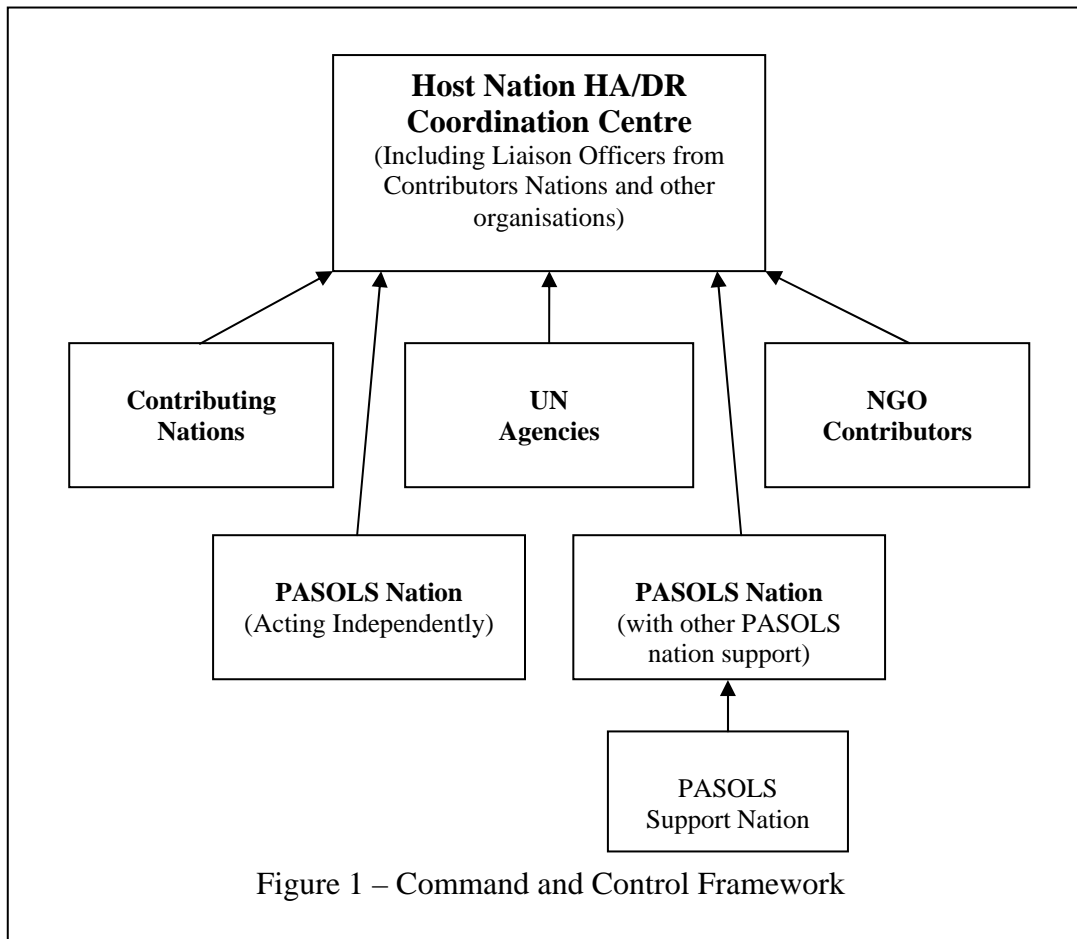 Host Nation HA/DR
Coordination Centre
(Including Liaison Officers from
Contributors Nations and other
organisations)
Contributing
Nations
UN
Agencies
NGO
Contributors
PASOLS Nation
(Acting Independently)
PASOLS Nation
(with other PASOLS
nation support)
PASOLS
Support Nation
Figure 1 – Command and Control Framework